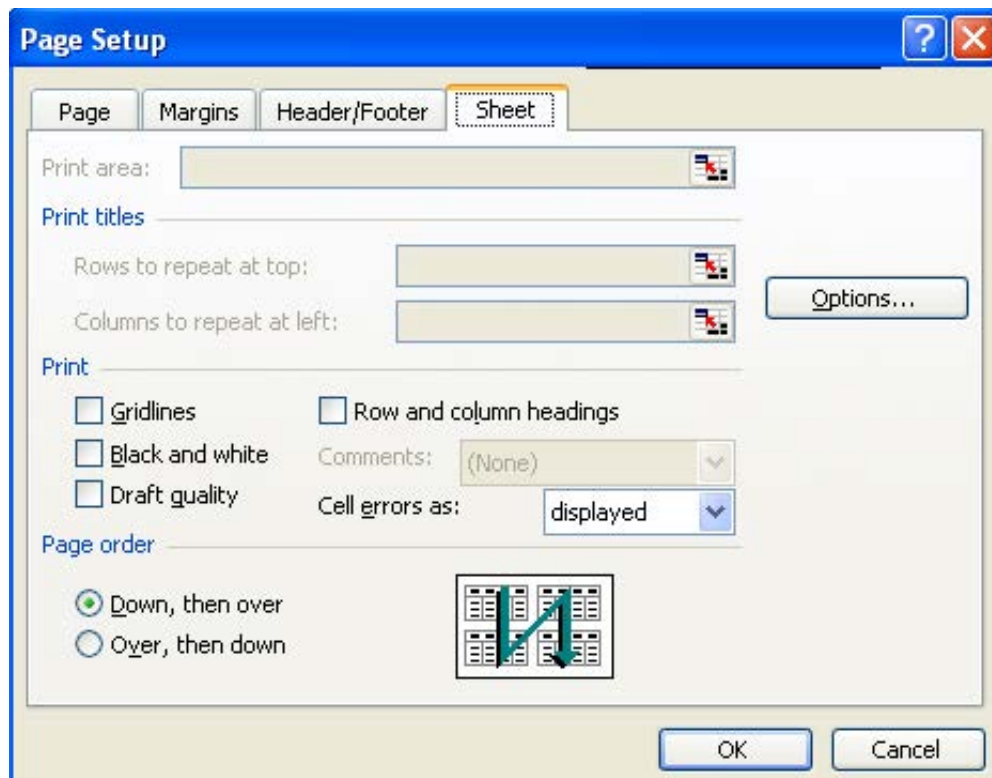 Page Setup
Page Margins Header/Footer Sheet
Print area:
Print titles
Rows to repeat at top:
Columns to repeat at left:
Options...
Print
Gridlines Row and column headings
Black and white Comments: (None)
Draft quality Cell errors as: displayed
Page order
Down, then over
Over, then down
OK Cancel